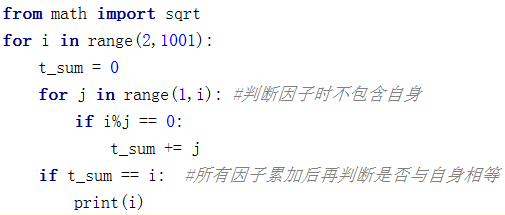 from math import sqrt
for i in range(2,1001):
    t_sum = 0
    for j in range(1,i): #判断因子时不包含自身
        if i%j == 0:
            t_sum += j
    if t_sum == i:  #所有因子累加后再判断是否与自身相等
        print(i)